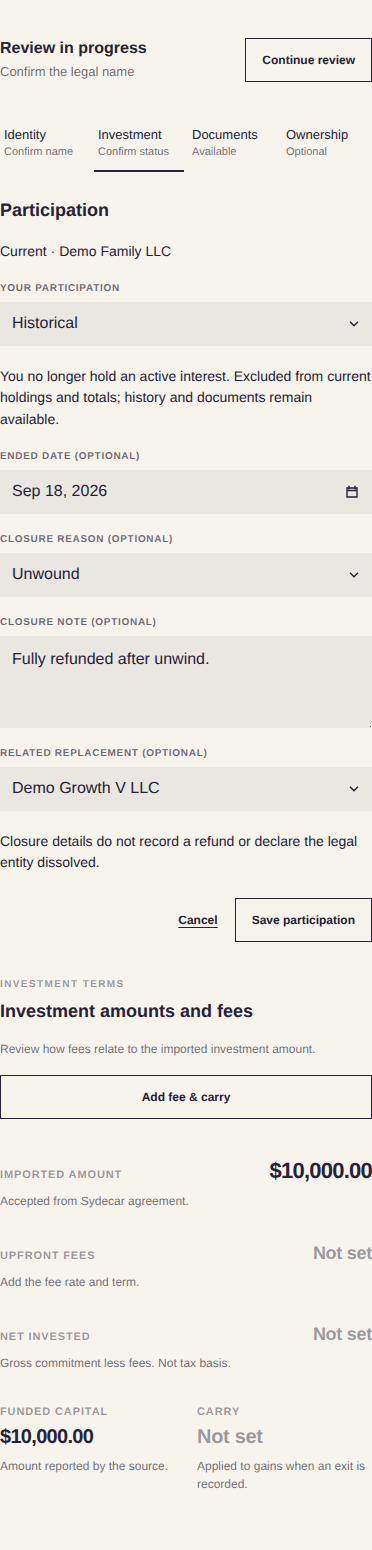 Review in progress
Confirm the legal name
Continue review
Identity
Confirm name
Investment
Confirm status
Documents
Available
Ownership
Optional
Participation
Current · Demo Family LLC
YOUR PARTICIPATION
Historical
You no longer hold an active interest. Excluded from current
holdings and totals; history and documents remain
available.
ENDED DATE (OPTIONAL)
Sep 18, 2026
CLOSURE REASON (OPTIONAL)
Unwound
CLOSURE NOTE (OPTIONAL)
Fully refunded after unwind.
RELATED REPLACEMENT (OPTIONAL)
Demo Growth V LLC
Closure details do not record a refund or declare the legal
entity dissolved.
Cancel
Save participation
INVESTMENT TERMS
Investment amounts and fees
Review how fees relate to the imported investment amount.
Add fee & carry
IMPORTED AMOUNT
$10,000.00
Accepted from Sydecar agreement.
UPFRONT FEES
Not set
Add the fee rate and term.
NET INVESTED
Not set
Gross commitment less fees. Not tax basis.
FUNDED CAPITAL
$10,000.00
Amount reported by the source.
CARRY
Not set
Applied to gains when an exit is
recorded.